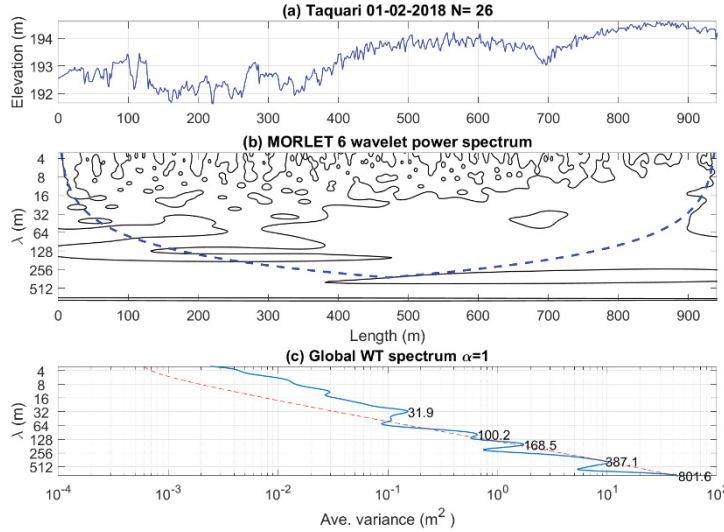 (a) Taquari 01-02-2018 N= 26
Elevation (m)
194
193
192
0 100 200 300 400 500 600 700 800 900
(b) MORLET 6 wavelet power spectrum
λ (m)
4
8
16
32
64
128
256
512
0 100 200 300 400 500 600 700 800 900
Length (m)
(c) Global WT spectrum α=1
λ (m)
4
8
16
32
64
128
256
512
31.9
100.2
168.5
387.1
801.6
10^-4 10^-3 10^-2 10^-1 10^0 10^1 10^2
Ave. variance (m^2)